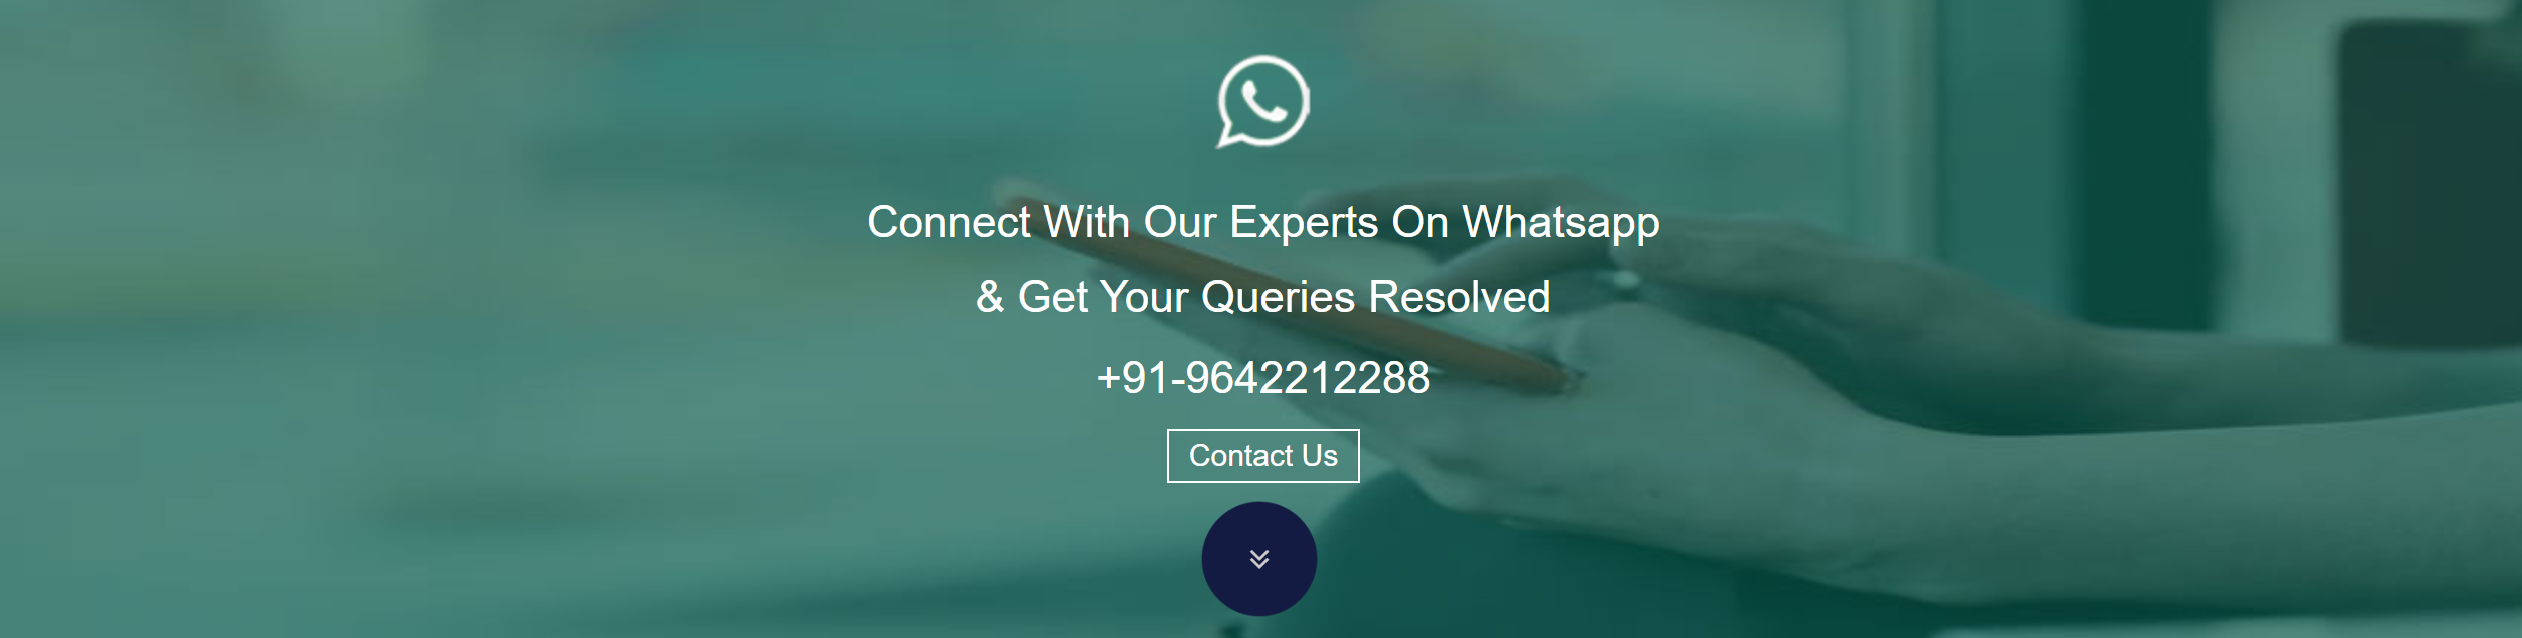 Connect With Our Experts On Whatsapp
& Get Your Queries Resolved
+91-9642212288
Contact Us